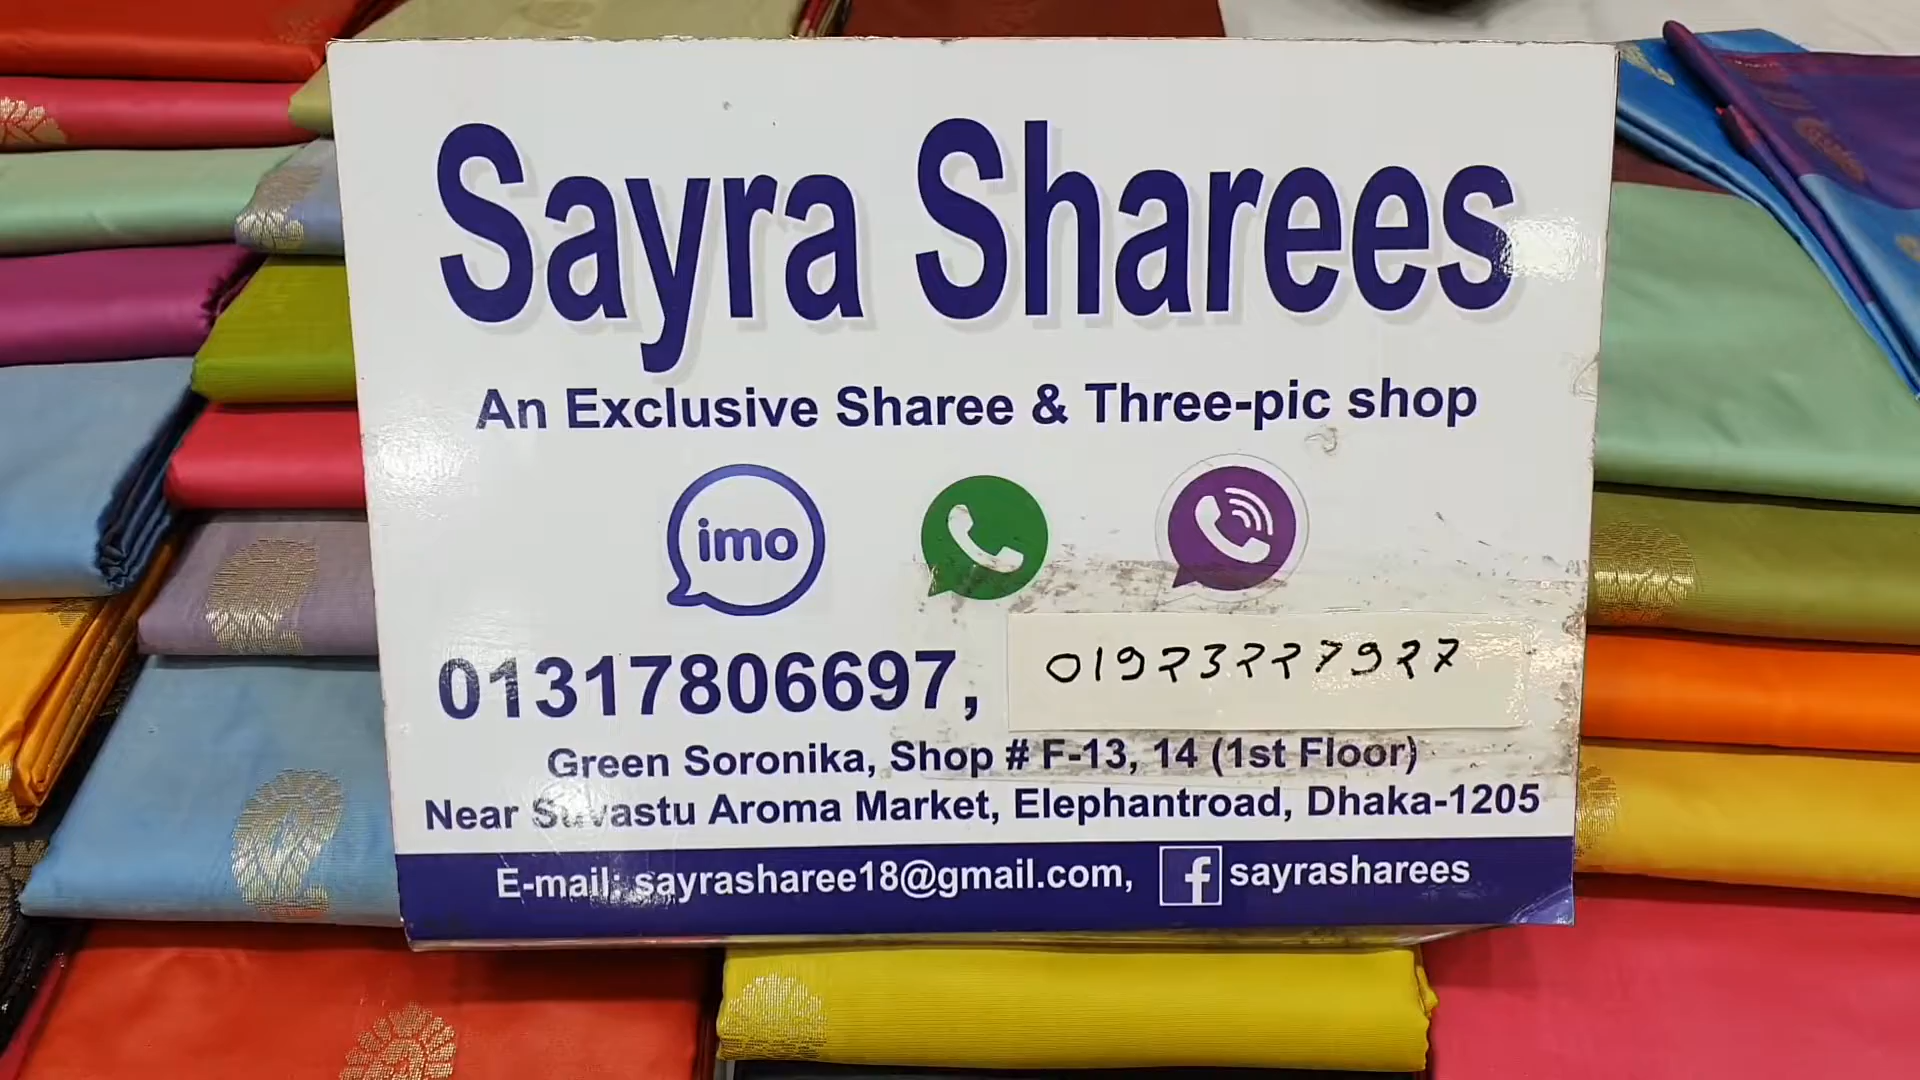 Sayra Sharees
An Exclusive Sharee & Three-pic shop
imo
01317806697, 01923227927
Green Soronika, Shop # F-13, 14 (1st Floor)
Near Suvastu Aroma Market, Elephantroad, Dhaka-1205
E-mail: sayrasharee18@gmail.com, f sayrasharees